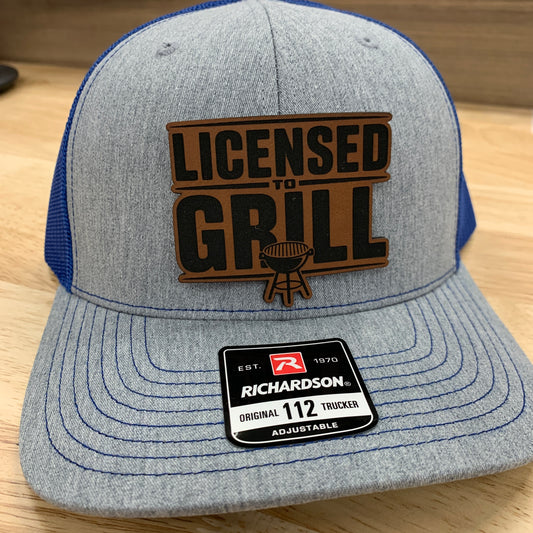 LICENSED
TO
GRILL
EST. R 1970
RICHARDSON®
ORIGINAL 112 TRUCKER
ADJUSTABLE